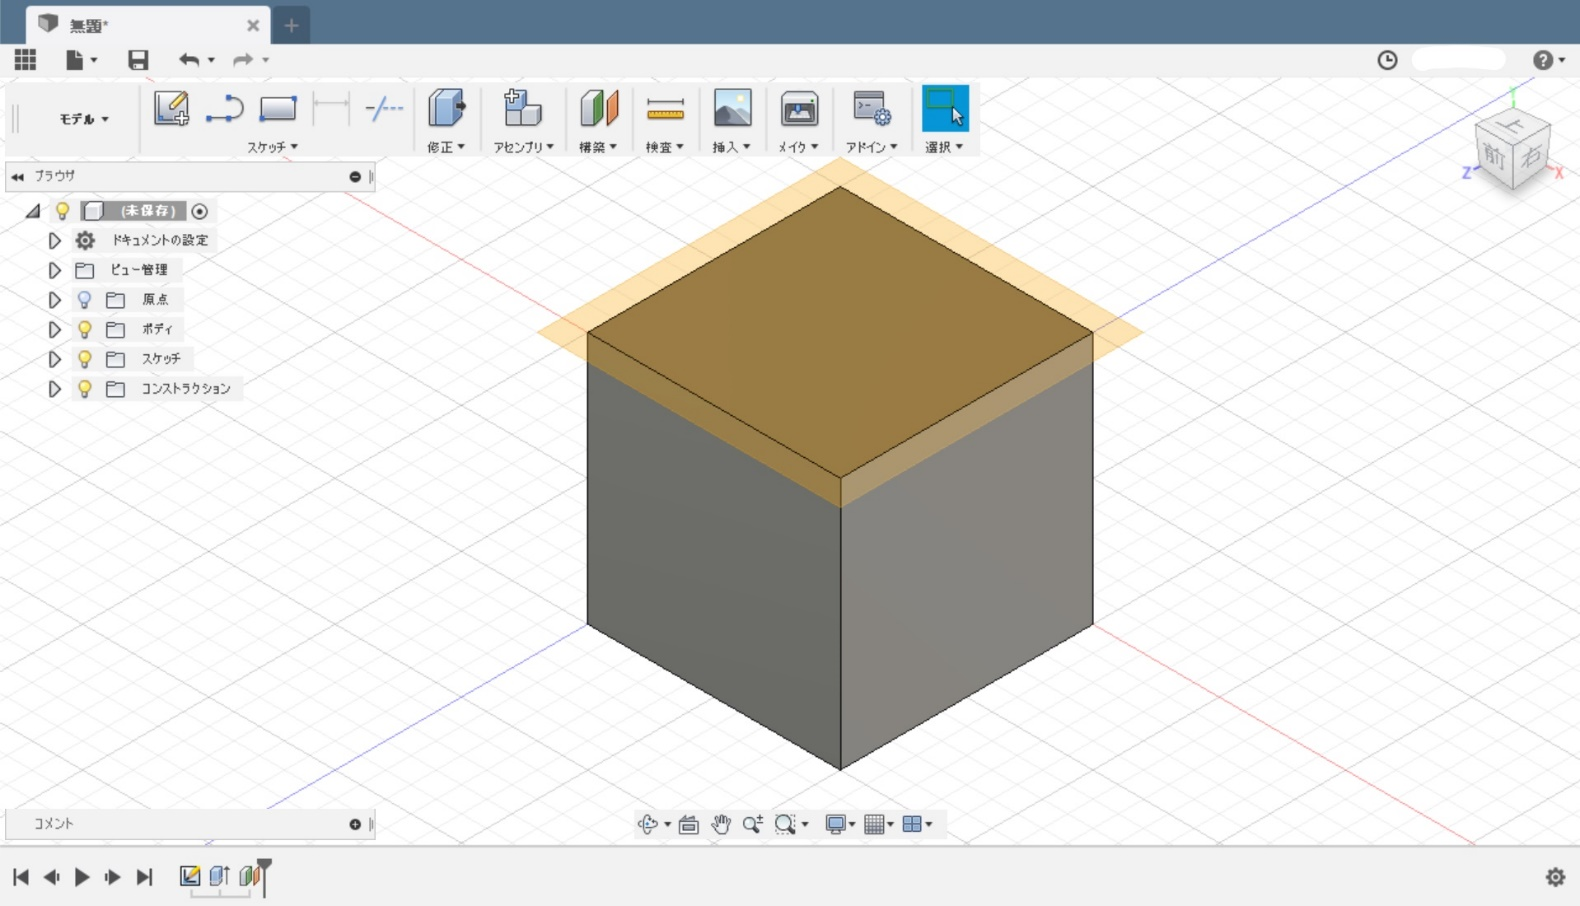 無題*
モデル
スケッチ
修正
アセンブリ
構築
検査
挿入
メイク
アドイン
選択
ブラウザ
(未保存)
ドキュメントの設定
ビュー管理
原点
ボディ
スケッチ
コンストラクション
コメント
Y
上
前
右
Z
X